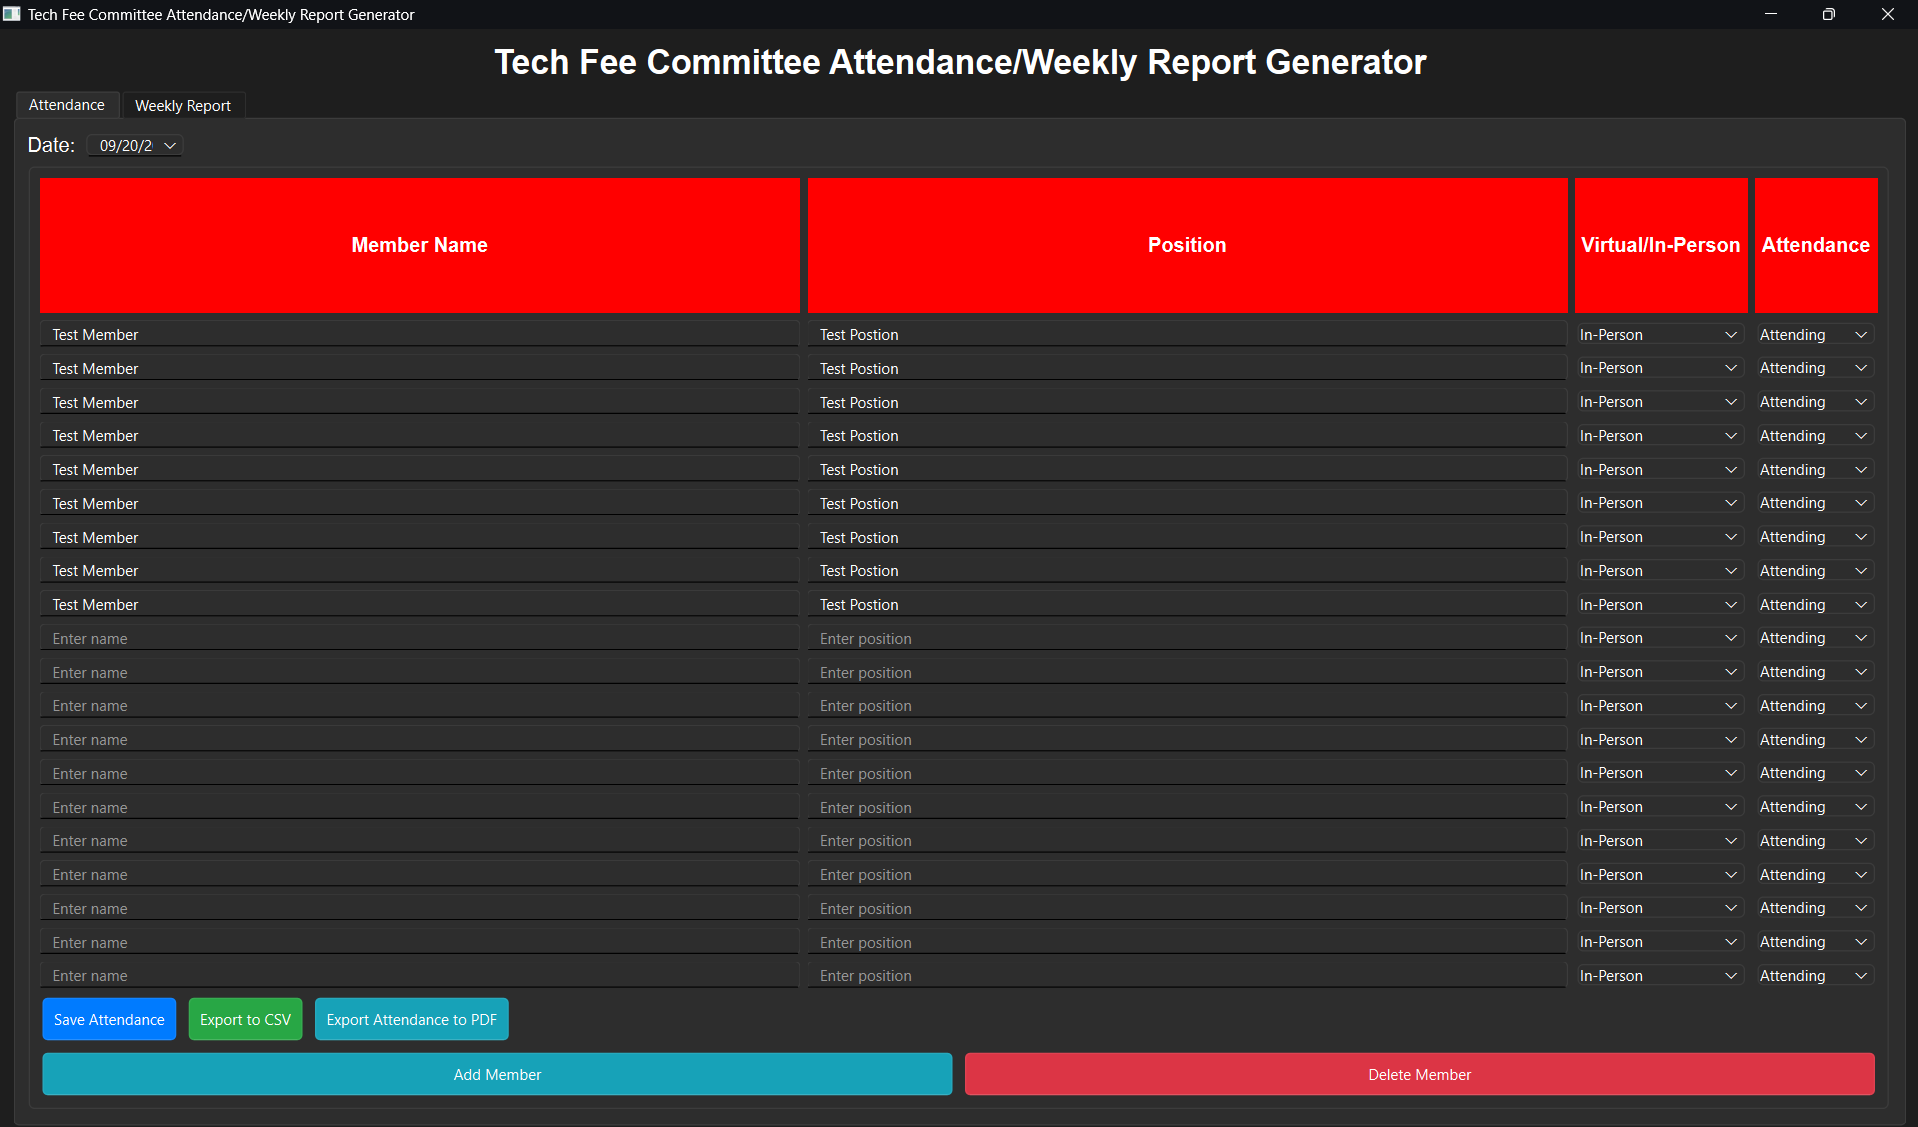 Tech Fee Committee Attendance/Weekly Report Generator
Tech Fee Committee Attendance/Weekly Report Generator
Attendance Weekly Report
Date: 09/20/2
Member Name Position Virtual/In-Person Attendance
Test Member Test Postion In-Person Attending
Test Member Test Postion In-Person Attending
Test Member Test Postion In-Person Attending
Test Member Test Postion In-Person Attending
Test Member Test Postion In-Person Attending
Test Member Test Postion In-Person Attending
Test Member Test Postion In-Person Attending
Test Member Test Postion In-Person Attending
Test Member Test Postion In-Person Attending
Enter name Enter position In-Person Attending
Enter name Enter position In-Person Attending
Enter name Enter position In-Person Attending
Enter name Enter position In-Person Attending
Enter name Enter position In-Person Attending
Enter name Enter position In-Person Attending
Enter name Enter position In-Person Attending
Enter name Enter position In-Person Attending
Enter name Enter position In-Person Attending
Enter name Enter position In-Person Attending
Enter name Enter position In-Person Attending
Save Attendance Export to CSV Export Attendance to PDF
Add Member Delete Member